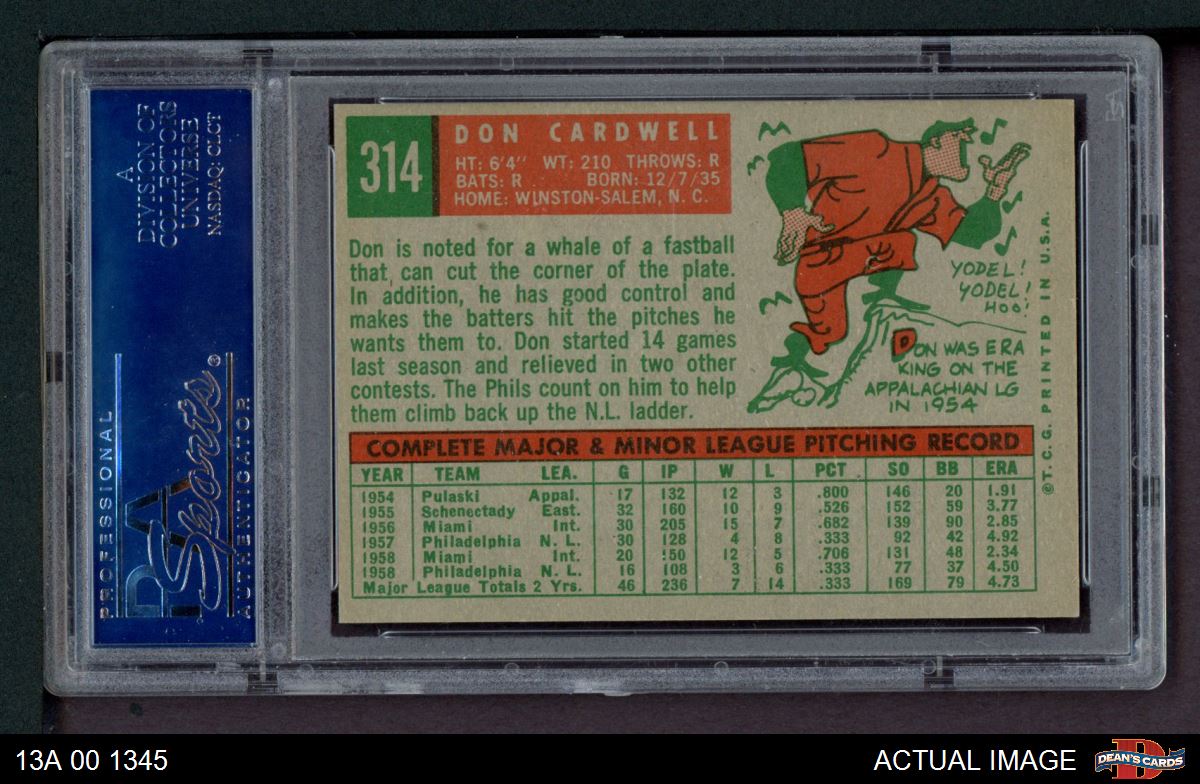 A
DIVISION OF
COLLECTORS
UNIVERSE
NASDAQ: CLCT
PROFESSIONAL
PSA
Sports®
AUTHENTICATOR
314
DON CARDWELL
HT: 6'4" WT: 210 THROWS: R
BATS: R BORN: 12/7/35
HOME: WINSTON-SALEM, N. C.
Don is noted for a whale of a fastball
that can cut the corner of the plate.
In addition, he has good control and
makes the batters hit the pitches he
wants them to. Don started 14 games
last season and relieved in two other
contests. The Phils count on him to help
them climb back up the N.L. ladder.
YODEL!
YODEL!
HOO!
DON WAS ERA
KING ON THE
APPALACHIAN LG
IN 1954
©T. C. G. PRINTED IN U.S.A.
COMPLETE MAJOR & MINOR LEAGUE PITCHING RECORD
YEAR TEAM LEA. G IP W L PCT SO BB ERA
1954 Pulaski Appal. 17 132 12 3 .800 146 20 1.91
1955 Schenectady East. 32 160 10 9 .526 152 59 3.77
1956 Miami Int. 30 205 15 7 .682 139 90 2.85
1957 Philadelphia N. L. 30 128 4 8 .333 92 42 4.92
1958 Miami Int. 20 150 12 5 .706 131 48 2.34
1958 Philadelphia N. L. 16 108 3 6 .333 77 37 4.50
Major League Totals 2 Yrs. 46 236 7 14 .333 169 79 4.73
13A 00 1345
ACTUAL IMAGE
D
DEAN'S CARDS